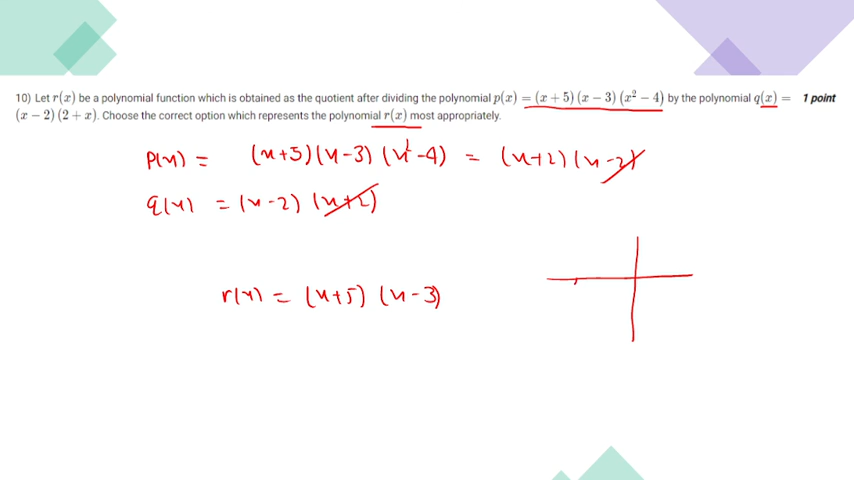 10) Let r(x) be a polynomial function which is obtained as the quotient after dividing the polynomial p(x) = (x + 5) (x − 3) (x² − 4) by the polynomial q(x) = 1 point
(x − 2) (2 + x). Choose the correct option which represents the polynomial r(x) most appropriately.
P(x) = (x+5) (x-3) (x²-4) = (x+2) (x-2)
q(x) = (x-2) (x+2)
r(x) = (x+5) (x-3)